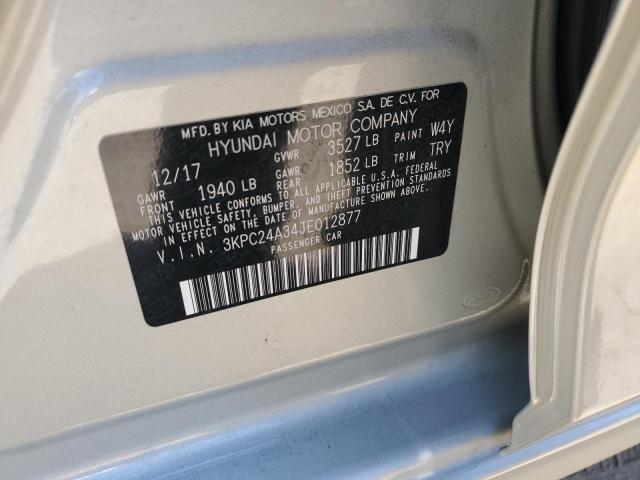 MFD. BY KIA MOTORS MEXICO S.A. DE C.V. FOR
HYUNDAI MOTOR COMPANY
12/17 GVWR 3527 LB PAINT W4Y
GAWR FRONT 1940 LB GAWR REAR 1852 LB TRIM TRY
THIS VEHICLE CONFORMS TO ALL APPLICABLE U.S.A. FEDERAL
MOTOR VEHICLE SAFETY, BUMPER, AND THEFT PREVENTION STANDARDS
IN EFFECT ON THE DATE OF MANUFACTURE SHOWN ABOVE.
V.I.N. 3KPC24A34JE012877
PASSENGER CAR